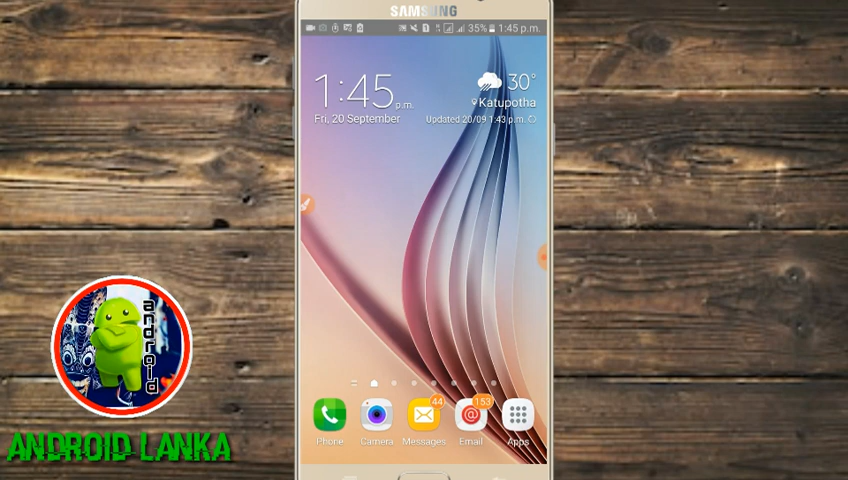 SAMSUNG
35% 1:45 p.m.
1:45 p.m.
Fri, 20 September
30°
Katupotha
Updated 20/09 1:43 p.m.
44
153
Phone
Camera
Messages
Email
Apps
android
ANDROID LANKA